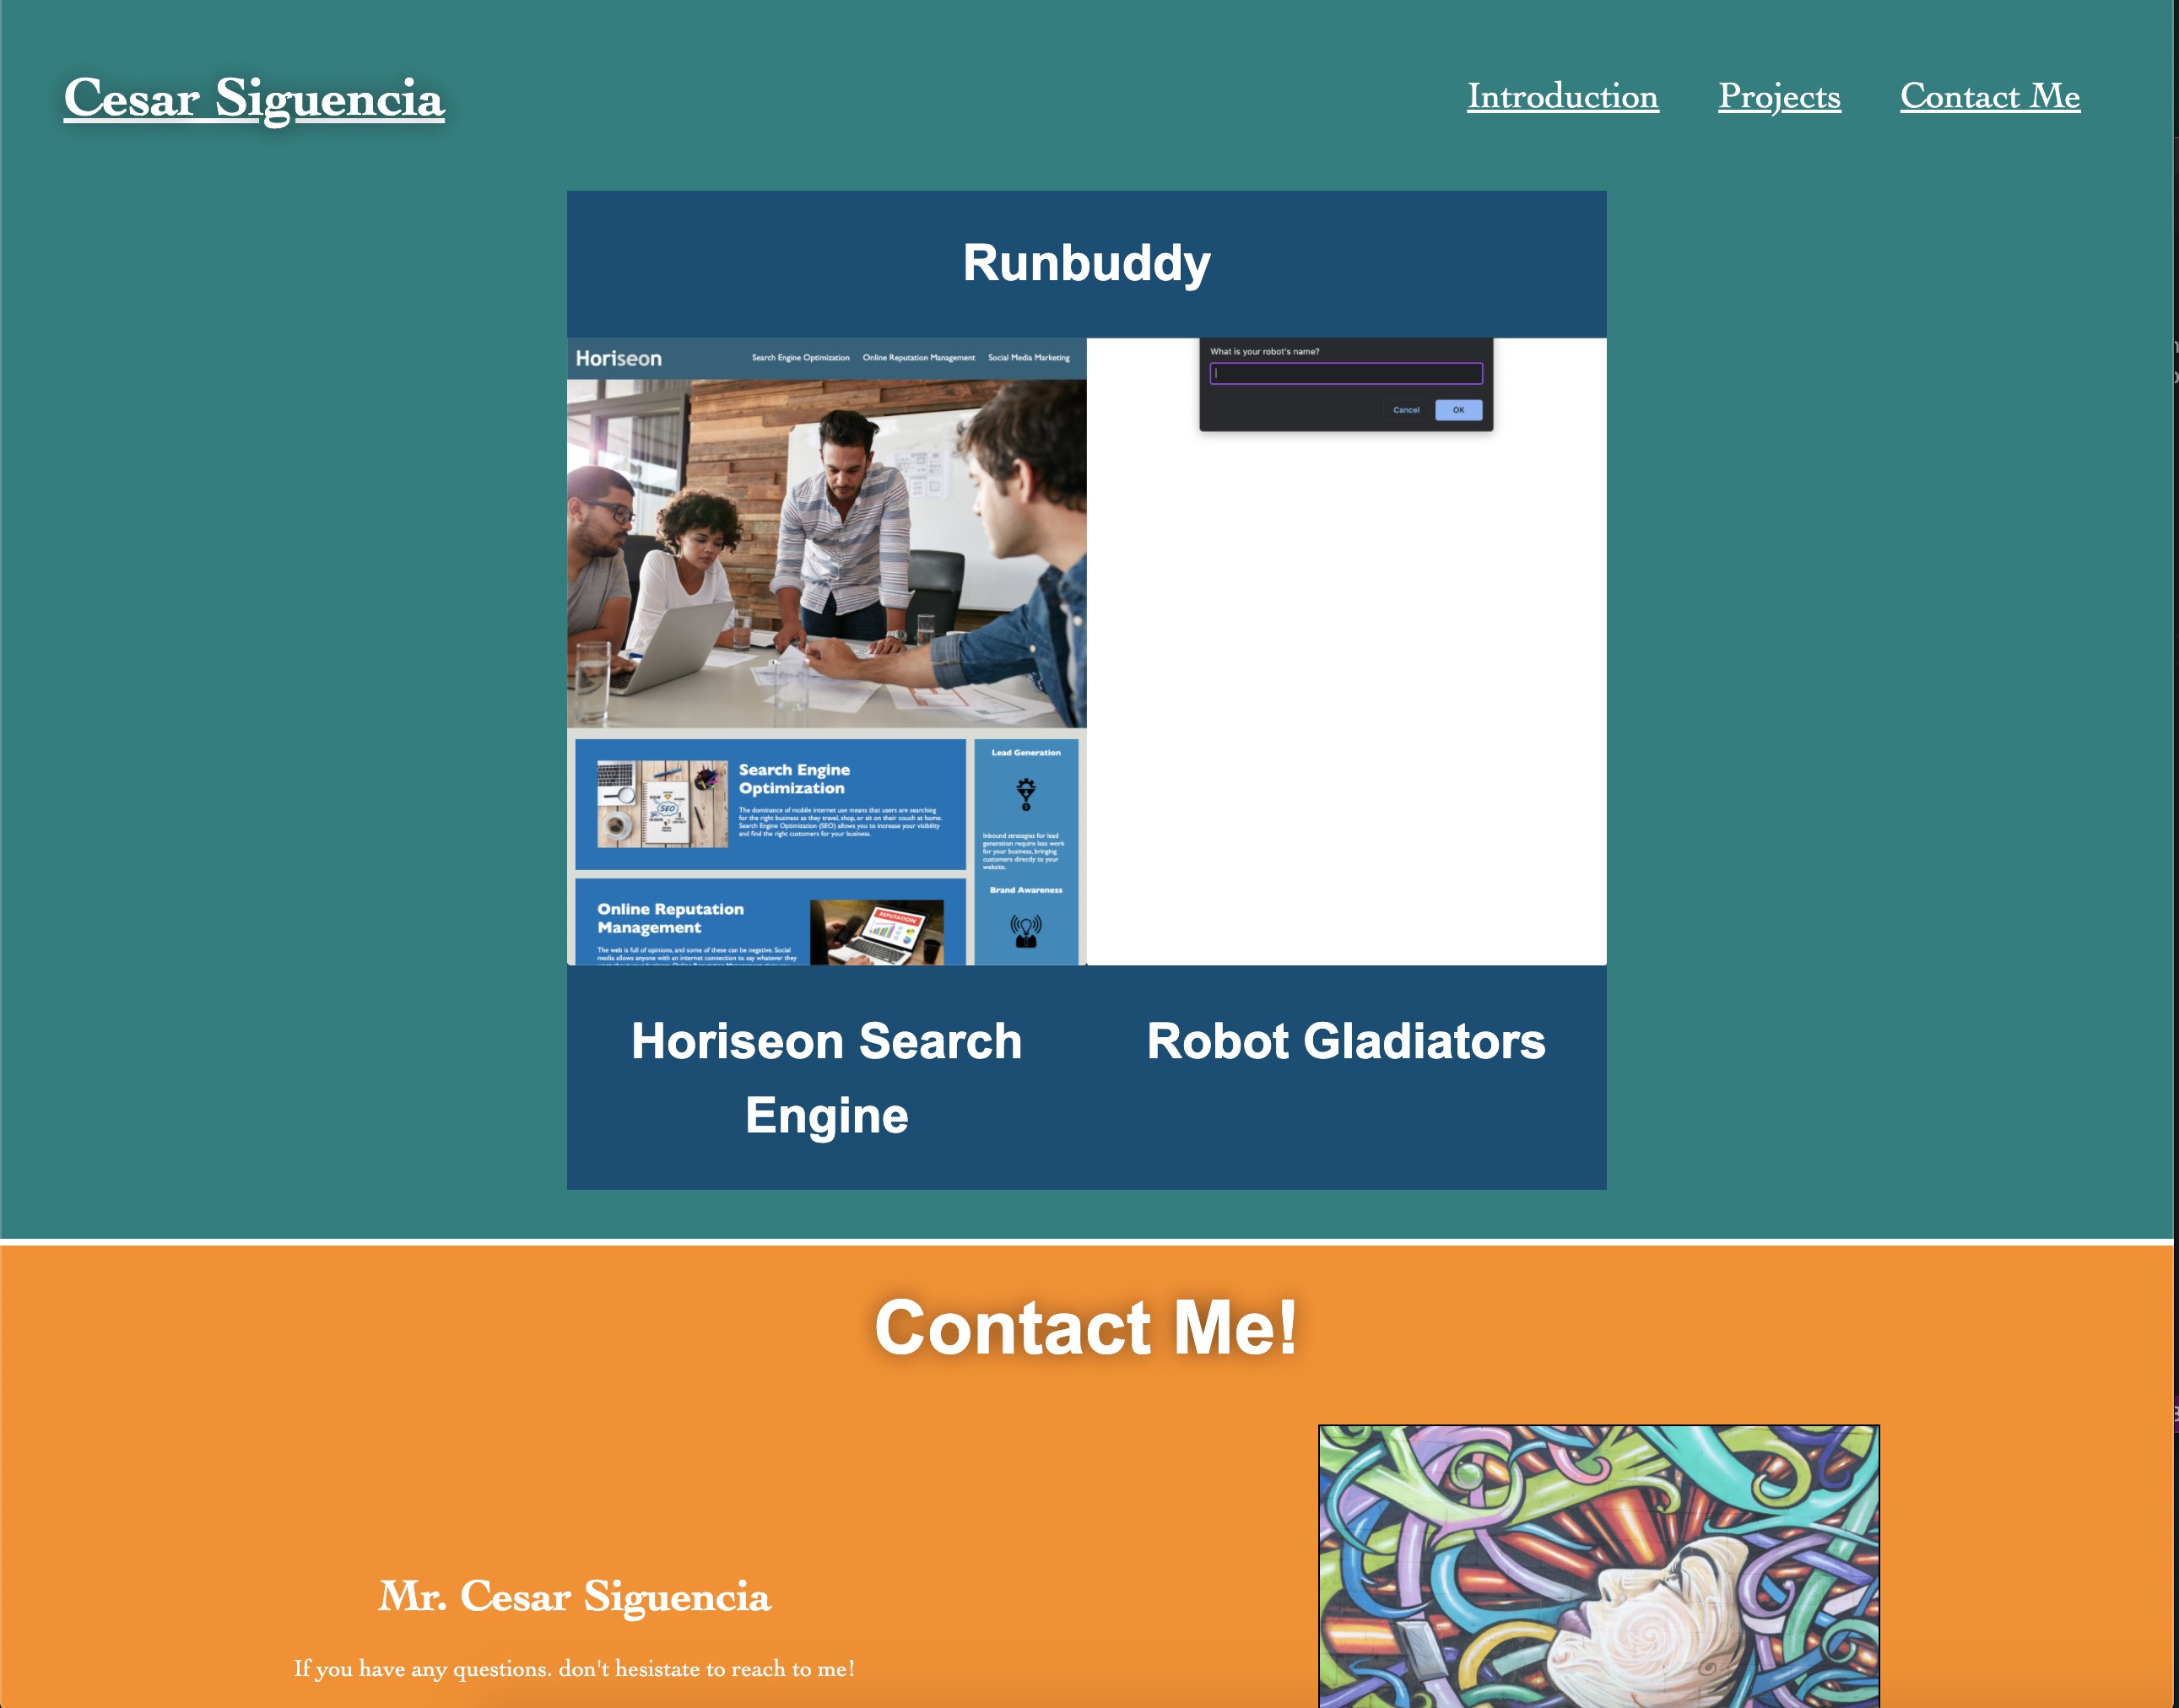 Cesar Siguencia
Introduction Projects Contact Me
Runbuddy
Horiseon
Search Engine Optimization Online Reputation Management Social Media Marketing
What is your robot's name?
Cancel OK
Search Engine
Optimization
The dominance of mobile internet use means that users are searching
for the right business as they travel, shop, or sit on their couch at home.
Search Engine Optimization (SEO) allows you to increase your visibility
and find the right customers for your business.
SEO
Lead Generation
Inbound strategies for lead
generation require less work
for your business, bringing
customers directly to your
website.
Brand Awareness
Online Reputation
Management
The web is full of opinions, and some of these can be negative. Social
media allows anyone with an internet connection to say whatever they
REPUTATION
Horiseon Search
Engine
Robot Gladiators
Contact Me!
Mr. Cesar Siguencia
If you have any questions. don't hesistate to reach to me!